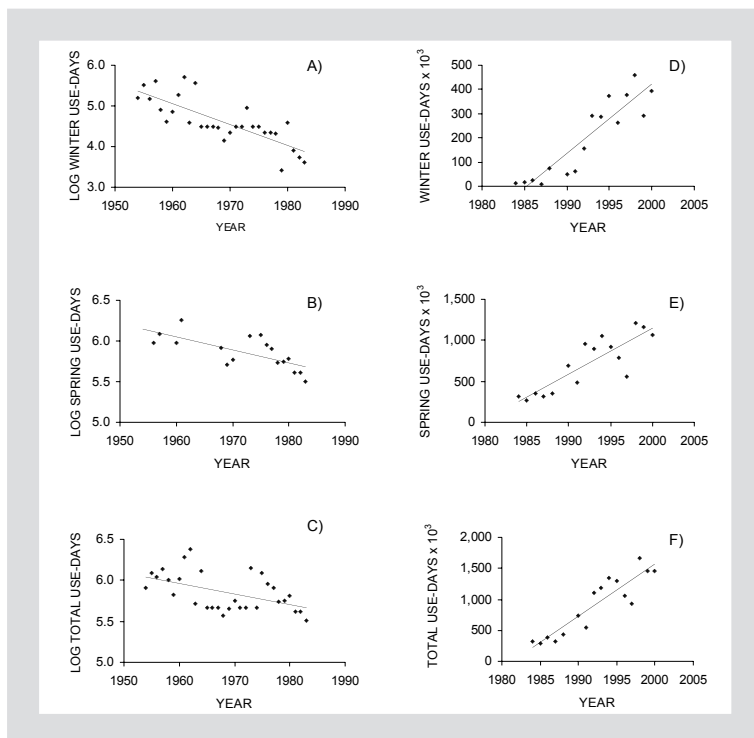 A)
LOG WINTER USE-DAYS
6.0
5.0
4.0
3.0
1950 1960 1970 1980 1990
YEAR
D)
WINTER USE-DAYS x 10³
500
400
300
200
100
0
1980 1985 1990 1995 2000 2005
YEAR
B)
LOG SPRING USE-DAYS
6.5
6.0
5.5
5.0
1950 1960 1970 1980 1990
YEAR
E)
SPRING USE-DAYS x 10³
1,500
1,000
500
0
1980 1985 1990 1995 2000 2005
YEAR
C)
LOG TOTAL USE-DAYS
6.5
6.0
5.5
5.0
1950 1960 1970 1980 1990
YEAR
F)
TOTAL USE-DAYS x 10³
2,000
1,500
1,000
500
0
1980 1985 1990 1995 2000 2005
YEAR